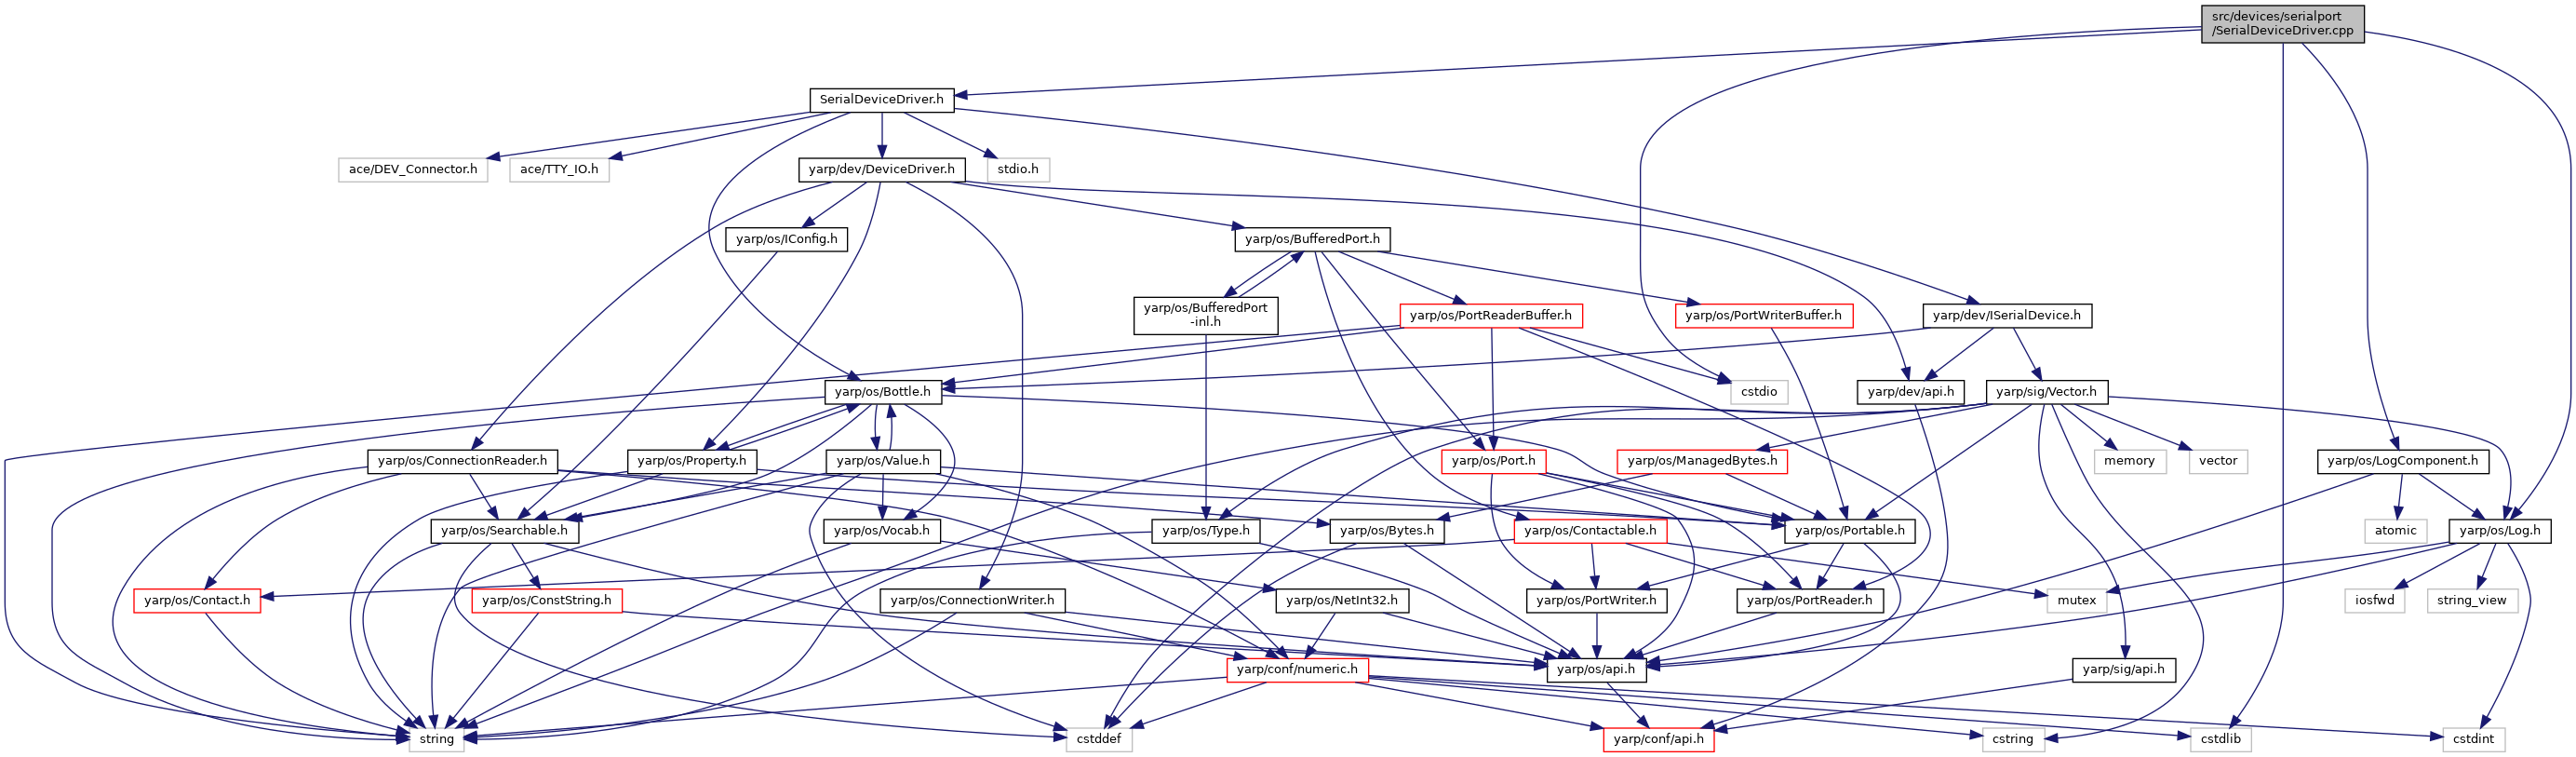 src/devices/serialport
/SerialDeviceDriver.cpp
SerialDeviceDriver.h
ace/DEV_Connector.h
ace/TTY_IO.h
yarp/dev/DeviceDriver.h
stdio.h
yarp/os/IConfig.h
yarp/os/BufferedPort.h
yarp/os/BufferedPort
-inl.h
yarp/os/PortReaderBuffer.h
yarp/os/PortWriterBuffer.h
yarp/dev/ISerialDevice.h
yarp/os/Bottle.h
cstdio
yarp/dev/api.h
yarp/sig/Vector.h
yarp/os/ConnectionReader.h
yarp/os/Property.h
yarp/os/Value.h
yarp/os/Port.h
yarp/os/ManagedBytes.h
memory
vector
yarp/os/LogComponent.h
yarp/os/Searchable.h
yarp/os/Vocab.h
yarp/os/Type.h
yarp/os/Bytes.h
yarp/os/Contactable.h
yarp/os/Portable.h
atomic
yarp/os/Log.h
yarp/os/Contact.h
yarp/os/ConstString.h
yarp/os/ConnectionWriter.h
yarp/os/NetInt32.h
yarp/os/PortWriter.h
yarp/os/PortReader.h
mutex
iosfwd
string_view
yarp/conf/numeric.h
yarp/os/api.h
yarp/sig/api.h
string
cstddef
yarp/conf/api.h
cstring
cstdlib
cstdint